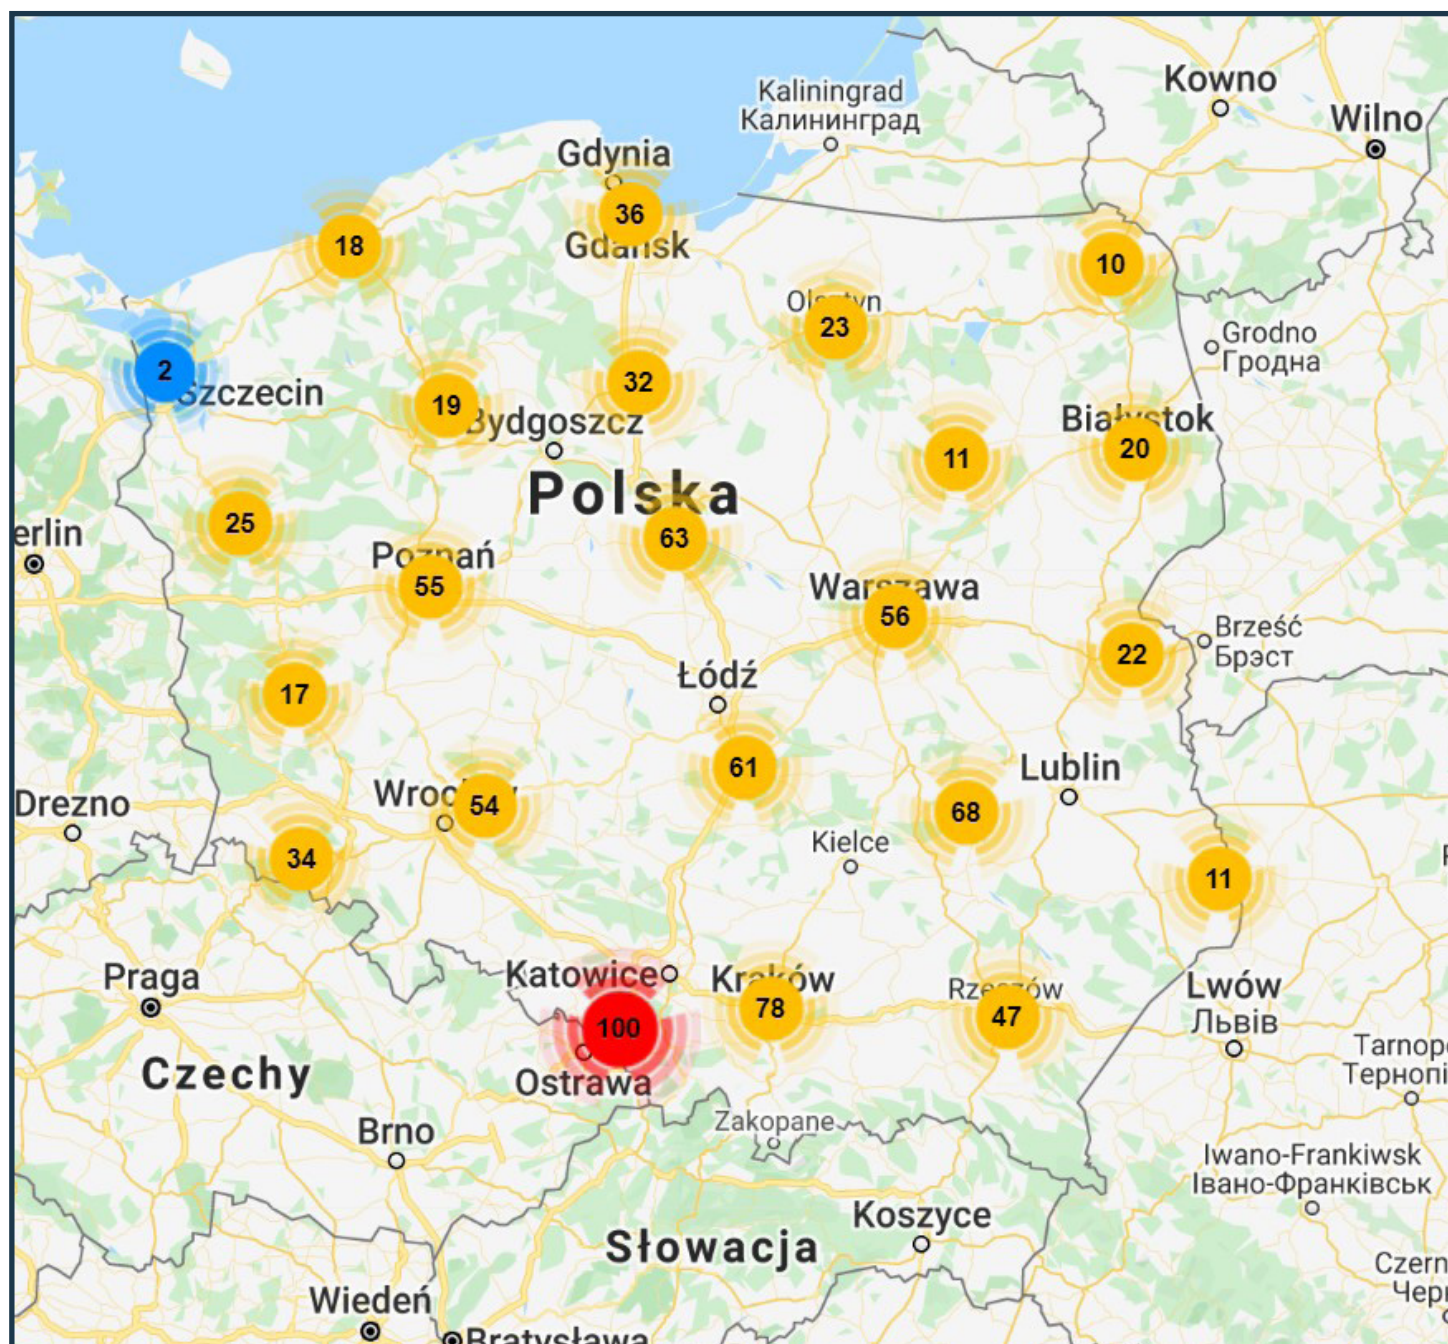 Kowno
Kaliningrad
Калининград
Wilno
Gdynia
36
Gdańsk
18
10
Olsztyn
23
Grodno
Гродна
2
Szczecin
32
19
Bydgoszcz
Białystok
20
11
Polska
25
erlin
63
Poznań
55
Warszawa
56
Brześć
Брэст
22
Łódź
17
61
Lublin
Drezno
Wrocław
54
68
Kielce
34
11
Praga
Katowice
Kraków
78
Rzeszów
47
Lwów
Львів
100
Ostrawa
Czechy
Tarnopo
Тернопі
Zakopane
Brno
Iwano-Frankiwsk
Івано-Франківськ
Koszyce
Słowacja
Czern
Черн
Wiedeń
Bratysława